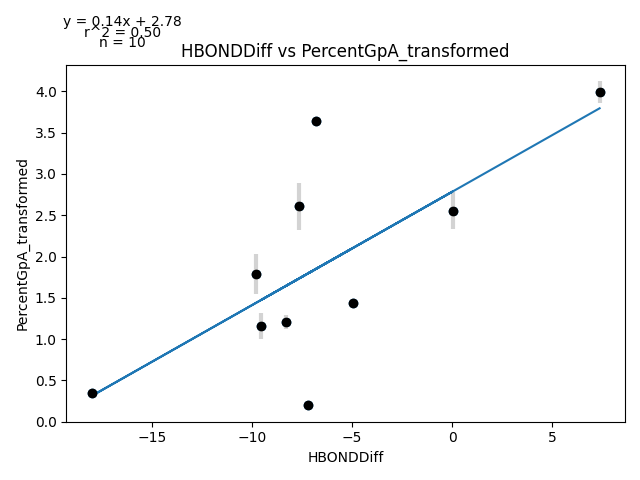 y = 0.14x + 2.78
r^2 = 0.50
n = 10
HBONDDiff vs PercentGpA_transformed
PercentGpA_transformed
4.0
3.5
3.0
2.5
2.0
1.5
1.0
0.5
0.0
−15
−10
−5
0
5
HBONDDiff